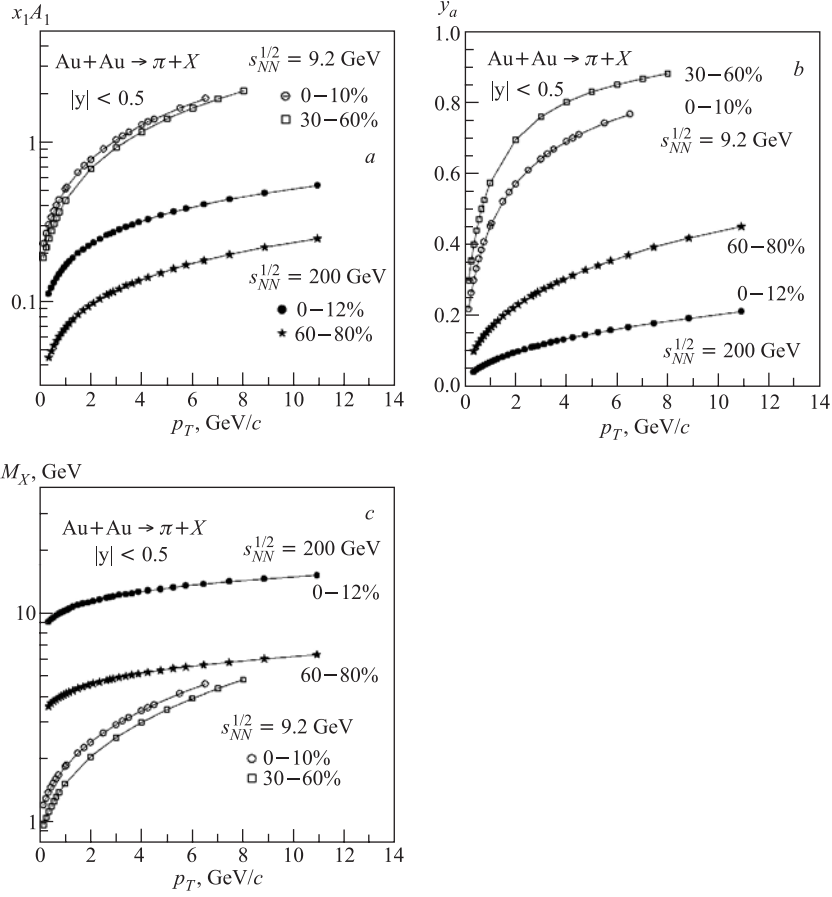 x₁A₁
Au+Au → π+X
|y| < 0.5
s_NN^1/2 = 9.2 GeV
0−10%
30−60%
a
1
s_NN^1/2 = 200 GeV
0−12%
60−80%
0.1
0 2 4 6 8 10 12 14
p_T, GeV/c
y_a
1.0
Au+Au → π+X
|y| < 0.5
b
30−60%
0−10%
s_NN^1/2 = 9.2 GeV
0.8
0.6
0.4
60−80%
0−12%
0.2
s_NN^1/2 = 200 GeV
0.0
0 2 4 6 8 10 12 14
p_T, GeV/c
M_X, GeV
c
Au+Au → π+X
|y| < 0.5
s_NN^1/2 = 200 GeV
0−12%
10
60−80%
s_NN^1/2 = 9.2 GeV
0−10%
30−60%
1
0 2 4 6 8 10 12 14
p_T, GeV/c